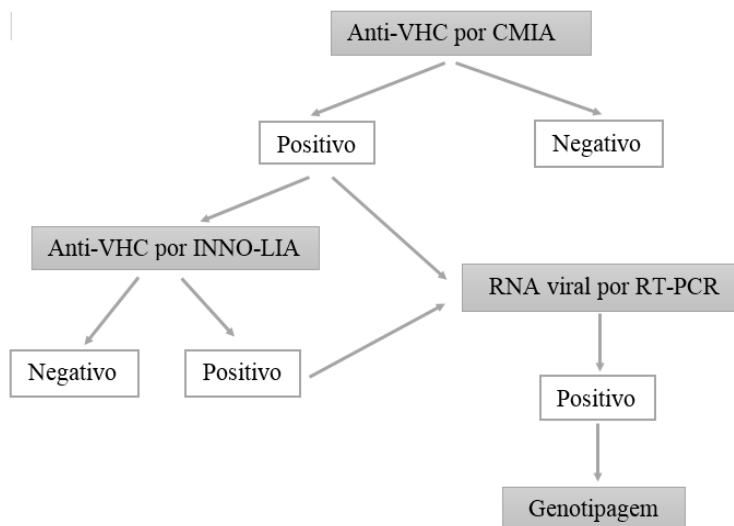 Anti-VHC por CMIA
Positivo
Negativo
Anti-VHC por INNO-LIA
RNA viral por RT-PCR
Negativo
Positivo
Positivo
Genotipagem